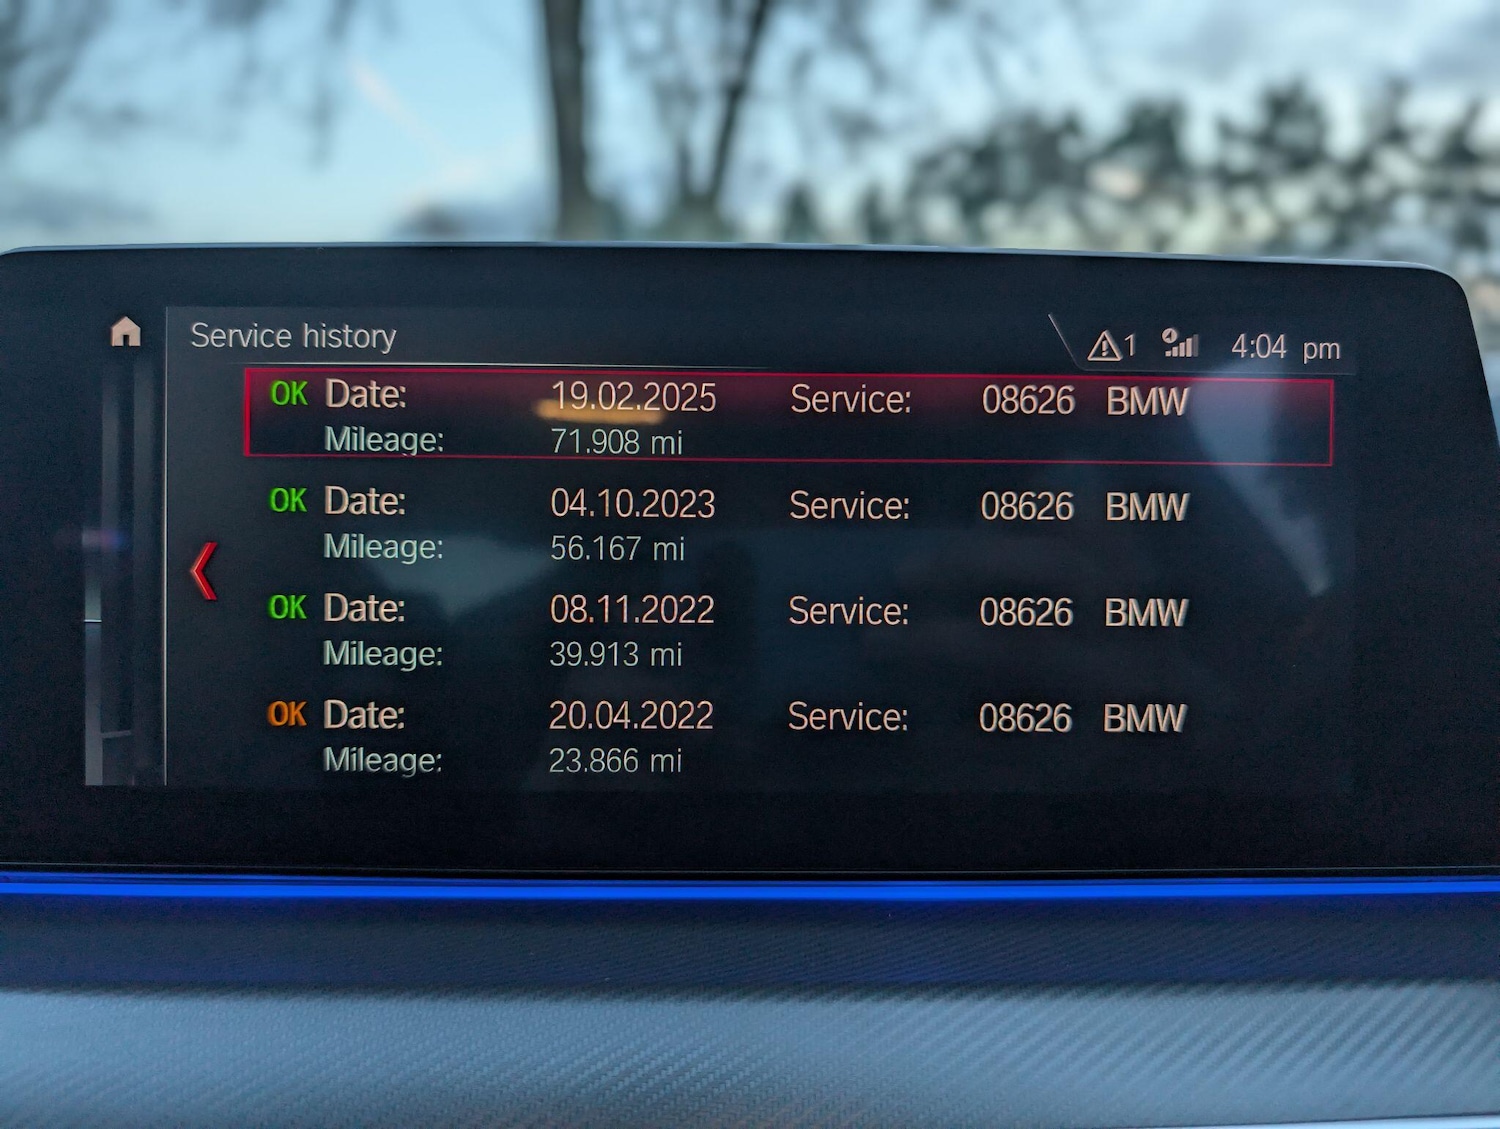 Service history
1 4:04 pm
OK Date: 19.02.2025 Service: 08626 BMW
Mileage: 71.908 mi
OK Date: 04.10.2023 Service: 08626 BMW
Mileage: 56.167 mi
OK Date: 08.11.2022 Service: 08626 BMW
Mileage: 39.913 mi
OK Date: 20.04.2022 Service: 08626 BMW
Mileage: 23.866 mi